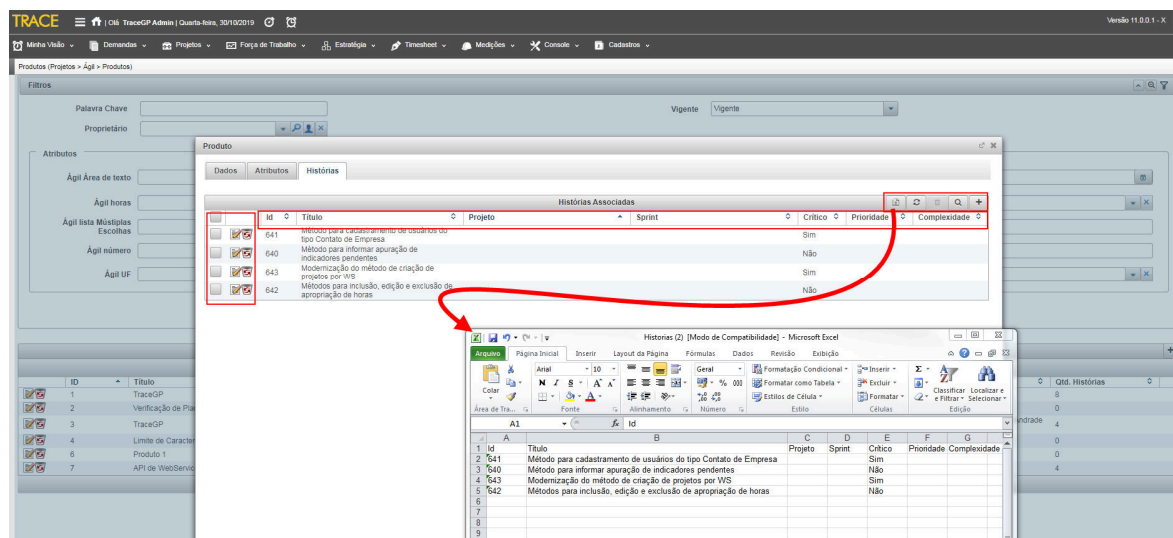 TRACE | Olá TraceGP Admin | Quarta-feira, 30/10/2019 Versão 11.0.0.1 - X
Minha Visão Demandas Projetos Força de Trabalho Estratégia Timesheet Medições Console Cadastros
Produtos (Projetos > Ágil > Produtos)
Filtros
Palavra Chave Vigente Vigente
Proprietário
Produto
Atributos
Dados Atributos Histórias
Ágil Área de texto
Ágil horas
Histórias Associadas
Id Título Projeto Sprint Crítico Prioridade Complexidade
Ágil lista Mústiplas
Escolhas
641 Método para cadastramento de usuários do
tipo Contato de Empresa Sim
Ágil número
640 Método para informar apuração de
indicadores pendentes Não
Ágil UF
643 Modernização do método de criação de
projetos por WS Sim
642 Métodos para inclusão, edição e exclusão de
apropriação de horas Não
Historias (2) [Modo de Compatibilidade] - Microsoft Excel
Arquivo Página Inicial Inserir Layout da Página Fórmulas Dados Revisão Exibição
Arial 10 Geral Formatação Condicional Inserir Σ
Colar N I S A A % 000 Formatar como Tabela Excluir Classificar Localizar e
A ,00 Estilos de Célula Formatar e Filtrar Selecionar
Área de Tra... Fonte Alinhamento Número Estilo Células Edição
A1 fx Id
A B C D E F G
1 Id Título Projeto Sprint Crítico Prioridade Complexidade
2 641 Método para cadastramento de usuários do tipo Contato de Empresa Sim
3 640 Método para informar apuração de indicadores pendentes Não
4 643 Modernização do método de criação de projetos por WS Sim
5 642 Métodos para inclusão, edição e exclusão de apropriação de horas Não
6
7
8
9
ID Título Qtd. Histórias
1 TraceGP 8
2 Verificação de 0
3 TraceGP ndrade 4
4 Limite de Caracter 0
6 Produto 1 0
7 API de WebServic 4